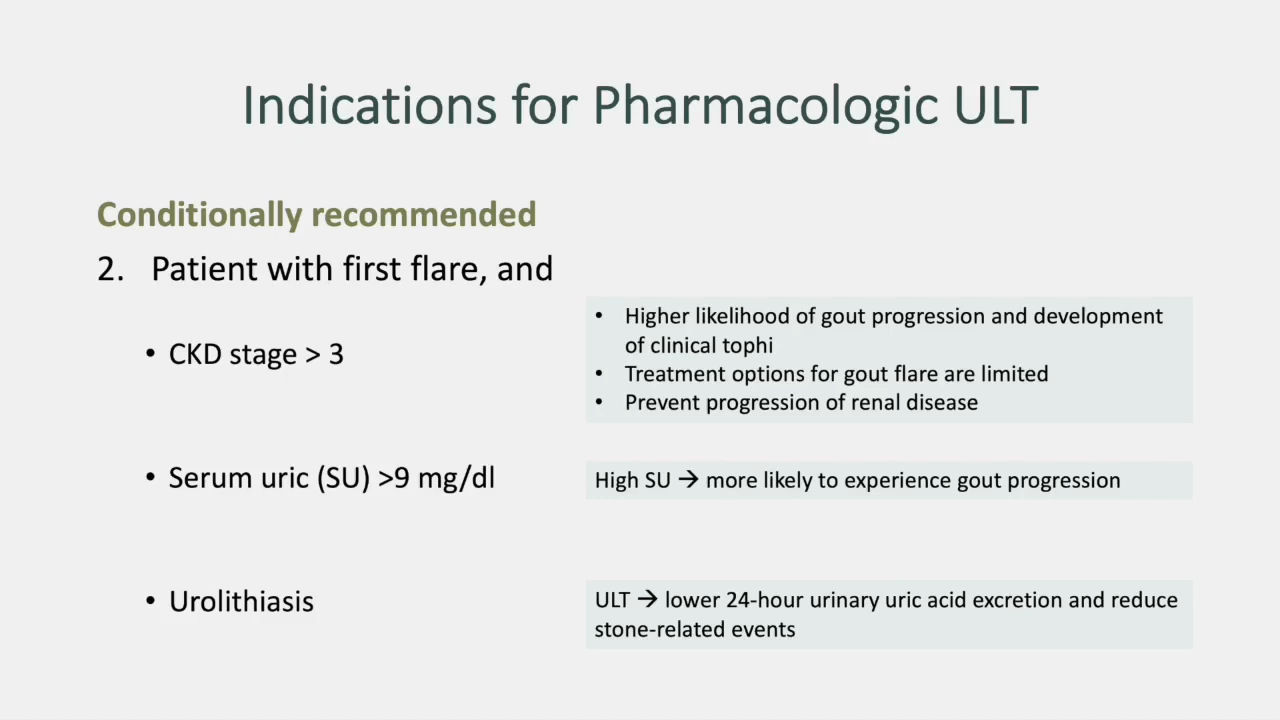 Indications for Pharmacologic ULT
Conditionally recommended
2. Patient with first flare, and
• CKD stage > 3
• Higher likelihood of gout progression and development
of clinical tophi
• Treatment options for gout flare are limited
• Prevent progression of renal disease
• Serum uric (SU) >9 mg/dl
High SU → more likely to experience gout progression
• Urolithiasis
ULT → lower 24-hour urinary uric acid excretion and reduce
stone-related events